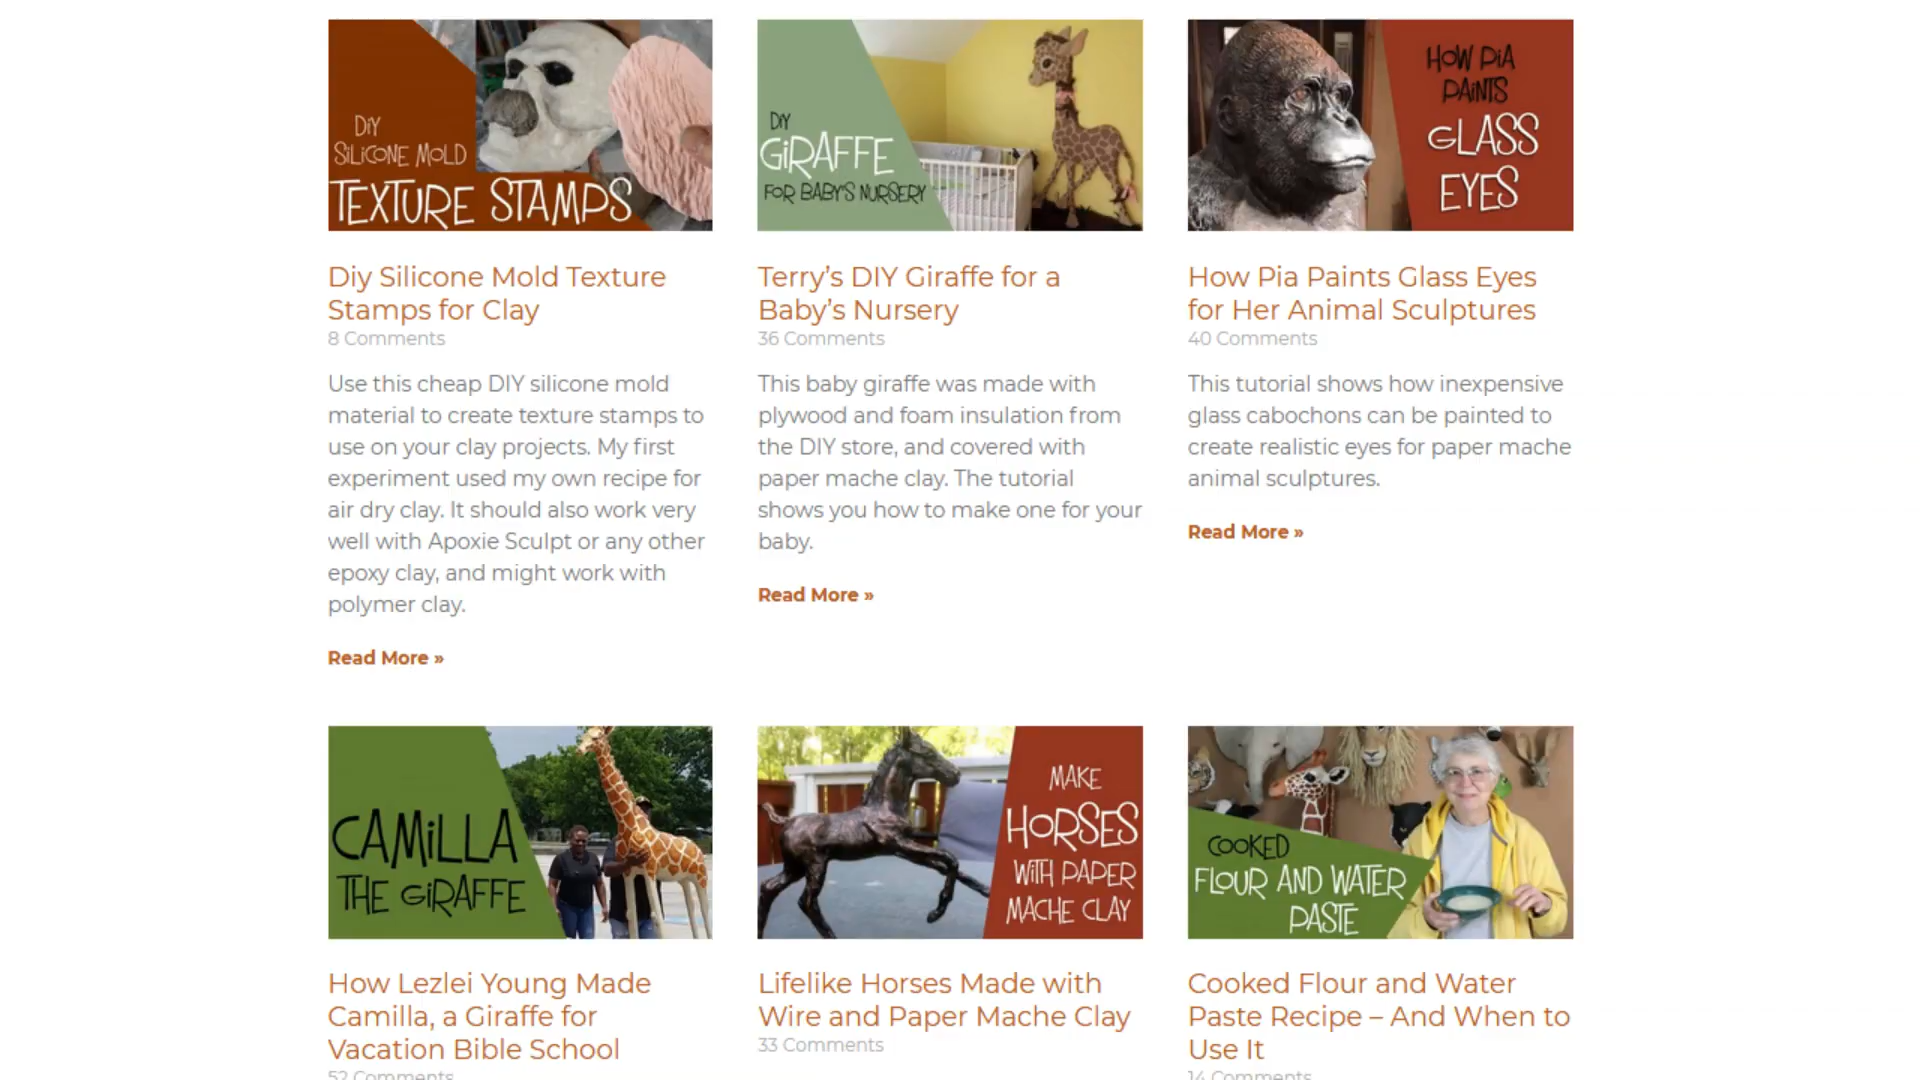 DiY
SILICONE MOLD
TEXTURE STAMPS
DIY
GiRAFFE
FOR BABY'S NURSERY
HOW PiA
PAiNTS
GLASS
EYES
Diy Silicone Mold Texture
Stamps for Clay
8 Comments
Use this cheap DIY silicone mold
material to create texture stamps to
use on your clay projects. My first
experiment used my own recipe for
air dry clay. It should also work very
well with Apoxie Sculpt or any other
epoxy clay, and might work with
polymer clay.
Read More »
Terry’s DIY Giraffe for a
Baby’s Nursery
36 Comments
This baby giraffe was made with
plywood and foam insulation from
the DIY store, and covered with
paper mache clay. The tutorial
shows you how to make one for your
baby.
Read More »
How Pia Paints Glass Eyes
for Her Animal Sculptures
40 Comments
This tutorial shows how inexpensive
glass cabochons can be painted to
create realistic eyes for paper mache
animal sculptures.
Read More »
CAMiLLA
THE GiRAFFE
MAKE
HORSES
WiTH PAPER
MACHE CLAY
COOKED
FLOUR AND WATER
PASTE
How Lezlei Young Made
Camilla, a Giraffe for
Vacation Bible School
52 Comments
Lifelike Horses Made with
Wire and Paper Mache Clay
33 Comments
Cooked Flour and Water
Paste Recipe – And When to
Use It
14 Comments